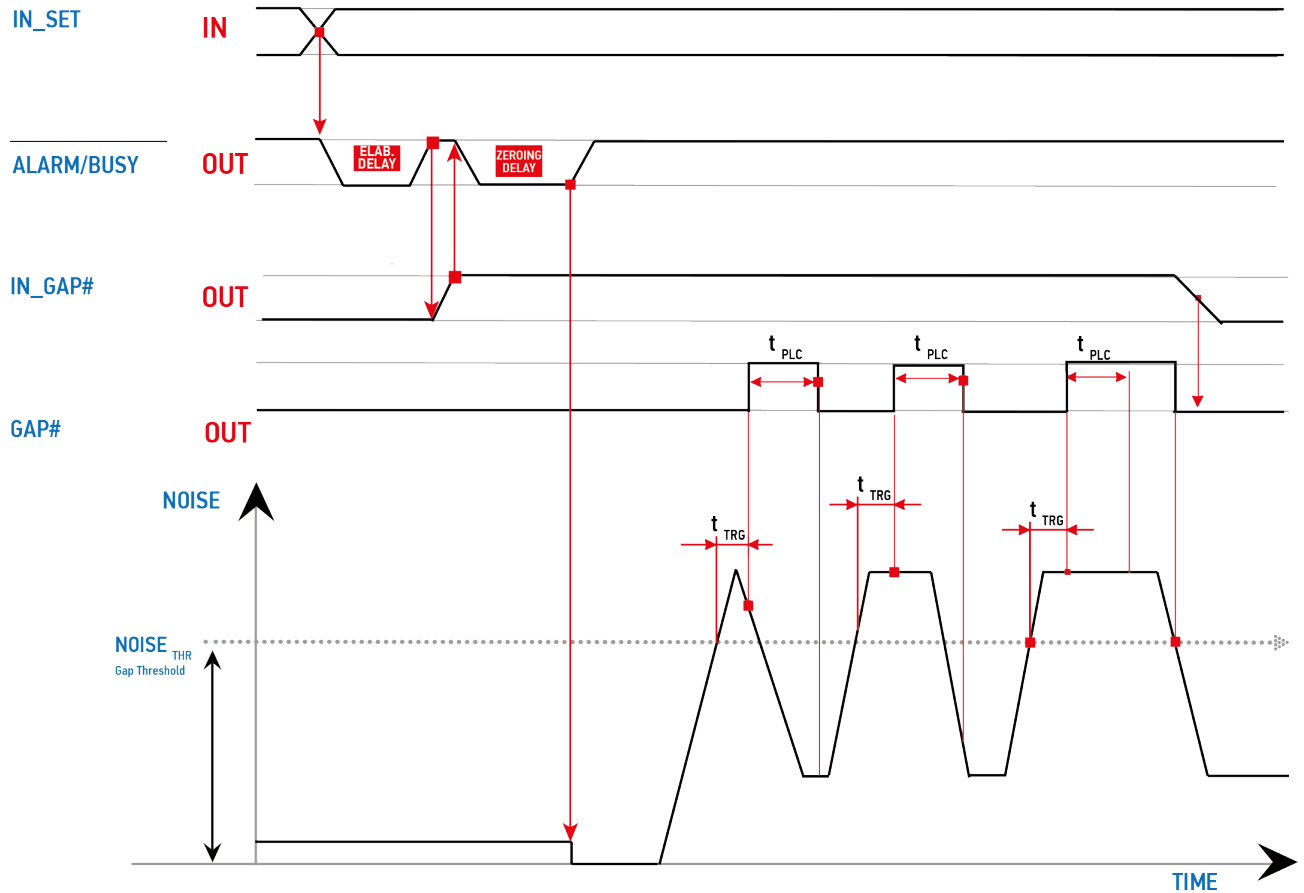 IN_SET IN
ALARM/BUSY OUT
ELAB.
DELAY
ZEROING
DELAY
IN_GAP# OUT
t PLC t PLC t PLC
GAP# OUT
NOISE
t TRG t TRG t TRG
NOISE THR
Gap Threshold
TIME